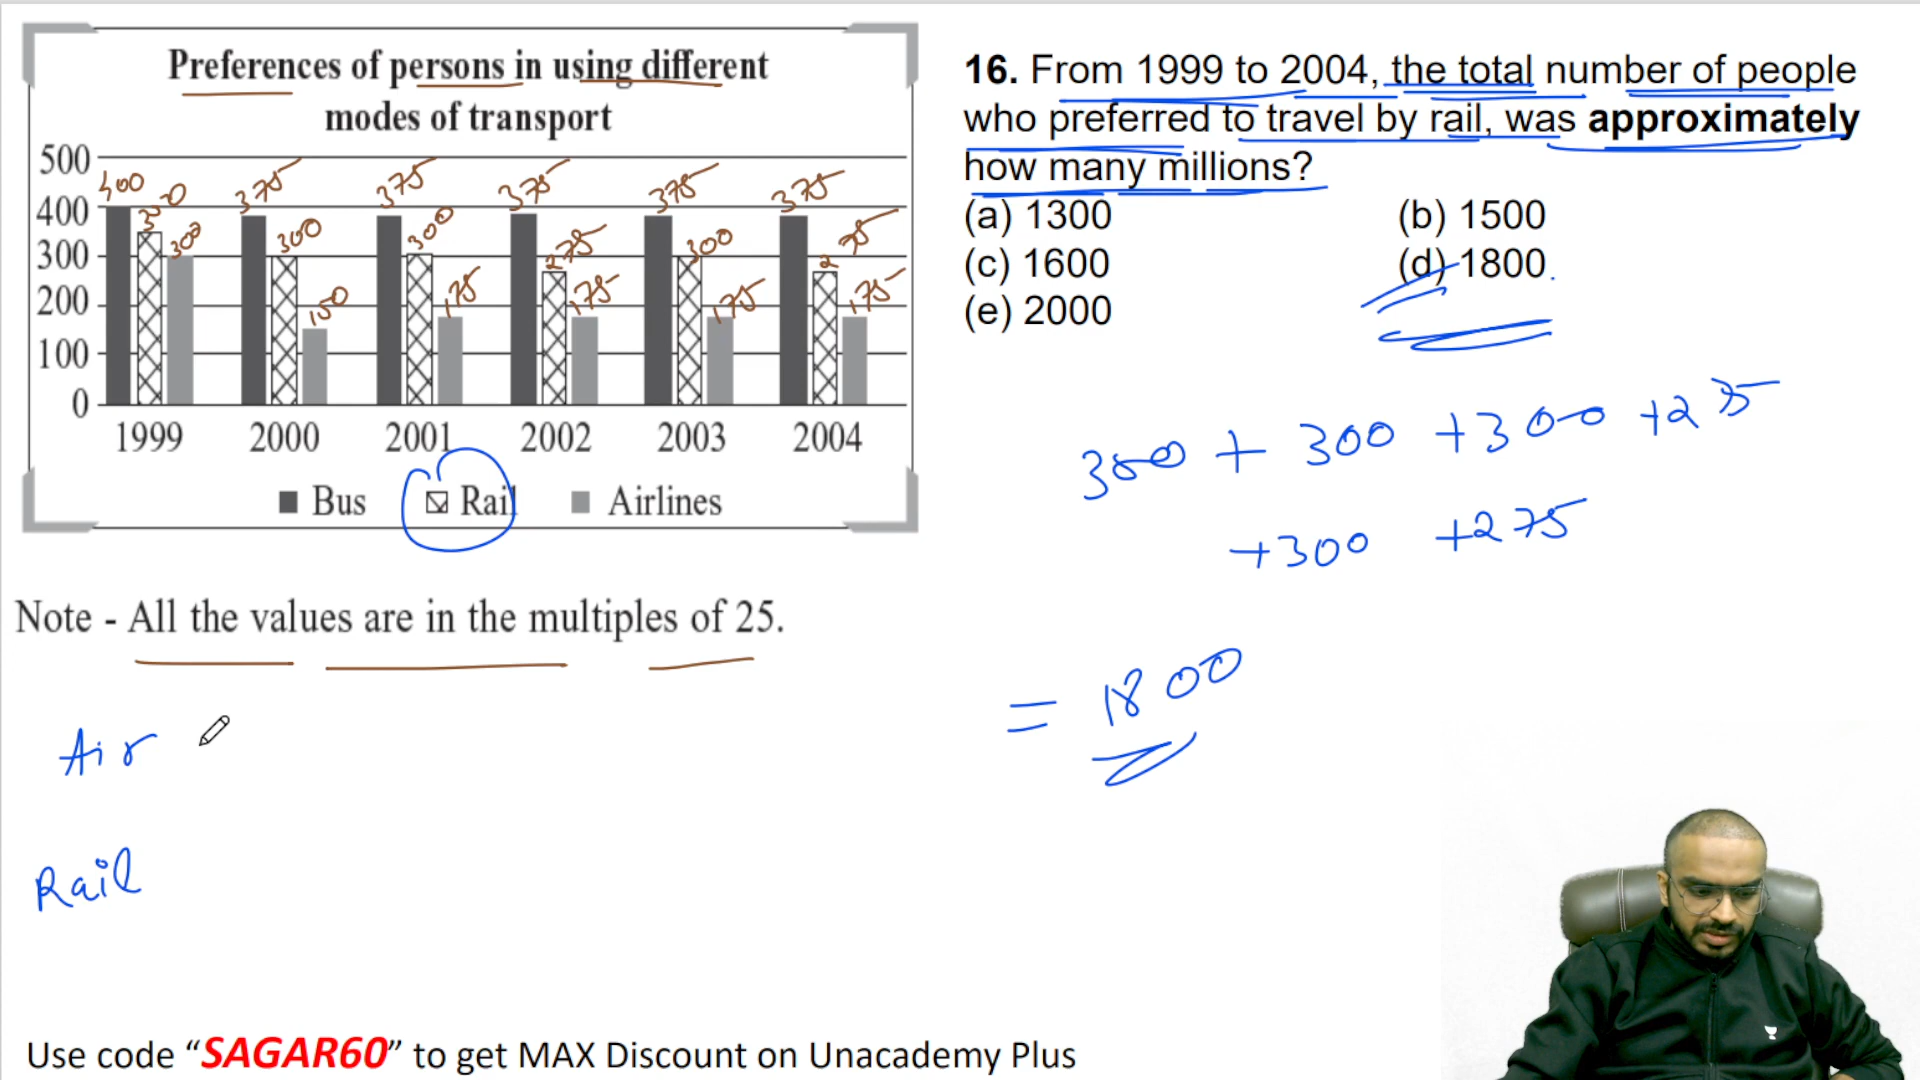 Preferences of persons in using different
modes of transport
500
400
300
200
100
0
400 350 300
375 300 150
375 300 175
375 275 175
375 300 175
375 275 175
1999 2000 2001 2002 2003 2004
Bus Rail Airlines
Note - All the values are in the multiples of 25.
Air
Rail
16. From 1999 to 2004, the total number of people
who preferred to travel by rail, was approximately
how many millions?
(a) 1300 (b) 1500
(c) 1600 (d) 1800.
(e) 2000
350 + 300 + 300 + 275
+300 +275
= 1800
Use code “SAGAR60” to get MAX Discount on Unacademy Plus